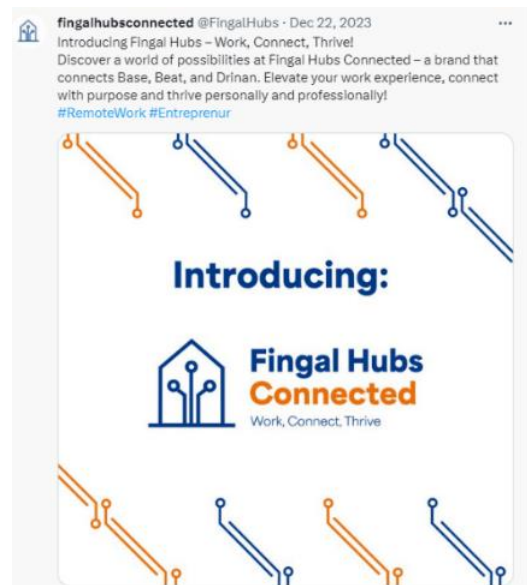 fingalhubsconnected @FingalHubs · Dec 22, 2023 ...
Introducing Fingal Hubs – Work, Connect, Thrive!
Discover a world of possibilities at Fingal Hubs Connected – a brand that
connects Base, Beat, and Drinan. Elevate your work experience, connect
with purpose and thrive personally and professionally!
#RemoteWork #Entreprenur
Introducing:
Fingal Hubs
Connected
Work, Connect, Thrive